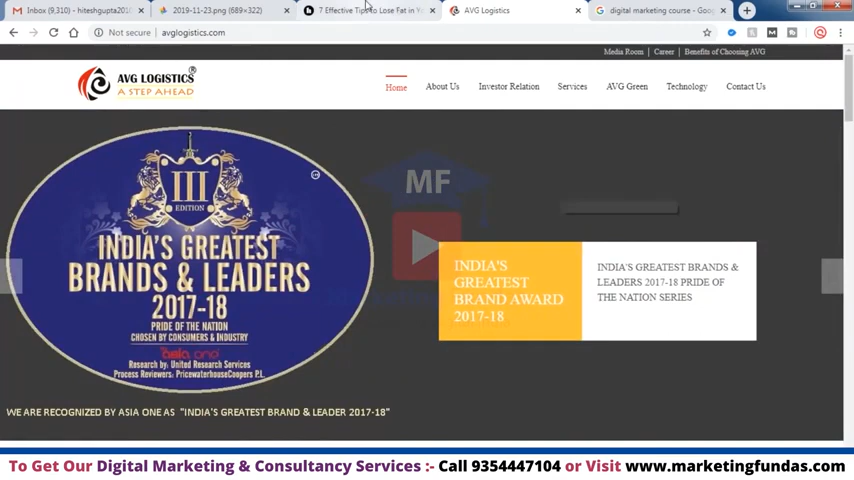 Inbox (9,310) - hiteshgupta201
2019-11-23.png (689×322)
7 Effective Tips to Lose Fat in Y
AVG Logistics
digital marketing course - Goo
Not secure | avglogistics.com
Media Room | Career | Benefits of Choosing AVG
AVG LOGISTICS®
A STEP AHEAD
Home
About Us
Investor Relation
Services
AVG Green
Technology
Contact Us
III
EDITION
INDIA'S GREATEST
BRANDS & LEADERS
2017-18
PRIDE OF THE NATION
CHOSEN BY CONSUMERS & INDUSTRY
asia one
Research by: United Research Services
Process Reviewers: PricewaterhouseCoopers P.L.
MF
INDIA'S
GREATEST
BRAND AWARD
2017-18
INDIA'S GREATEST BRANDS &
LEADERS 2017-18 PRIDE OF
THE NATION SERIES
WE ARE RECOGNIZED BY ASIA ONE AS "INDIA'S GREATEST BRAND & LEADER 2017-18"
To Get Our Digital Marketing & Consultancy Services :- Call 9354447104 or Visit www.marketingfundas.com